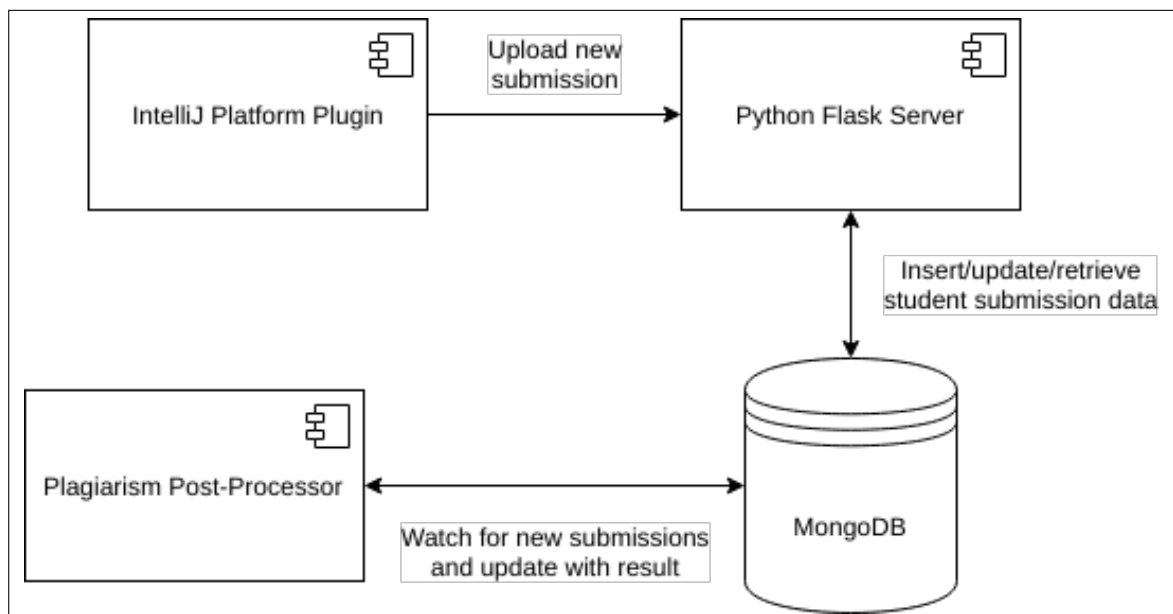 IntelliJ Platform Plugin
Upload new
submission
Python Flask Server
Insert/update/retrieve
student submission data
Plagiarism Post-Processor
Watch for new submissions
and update with result
MongoDB